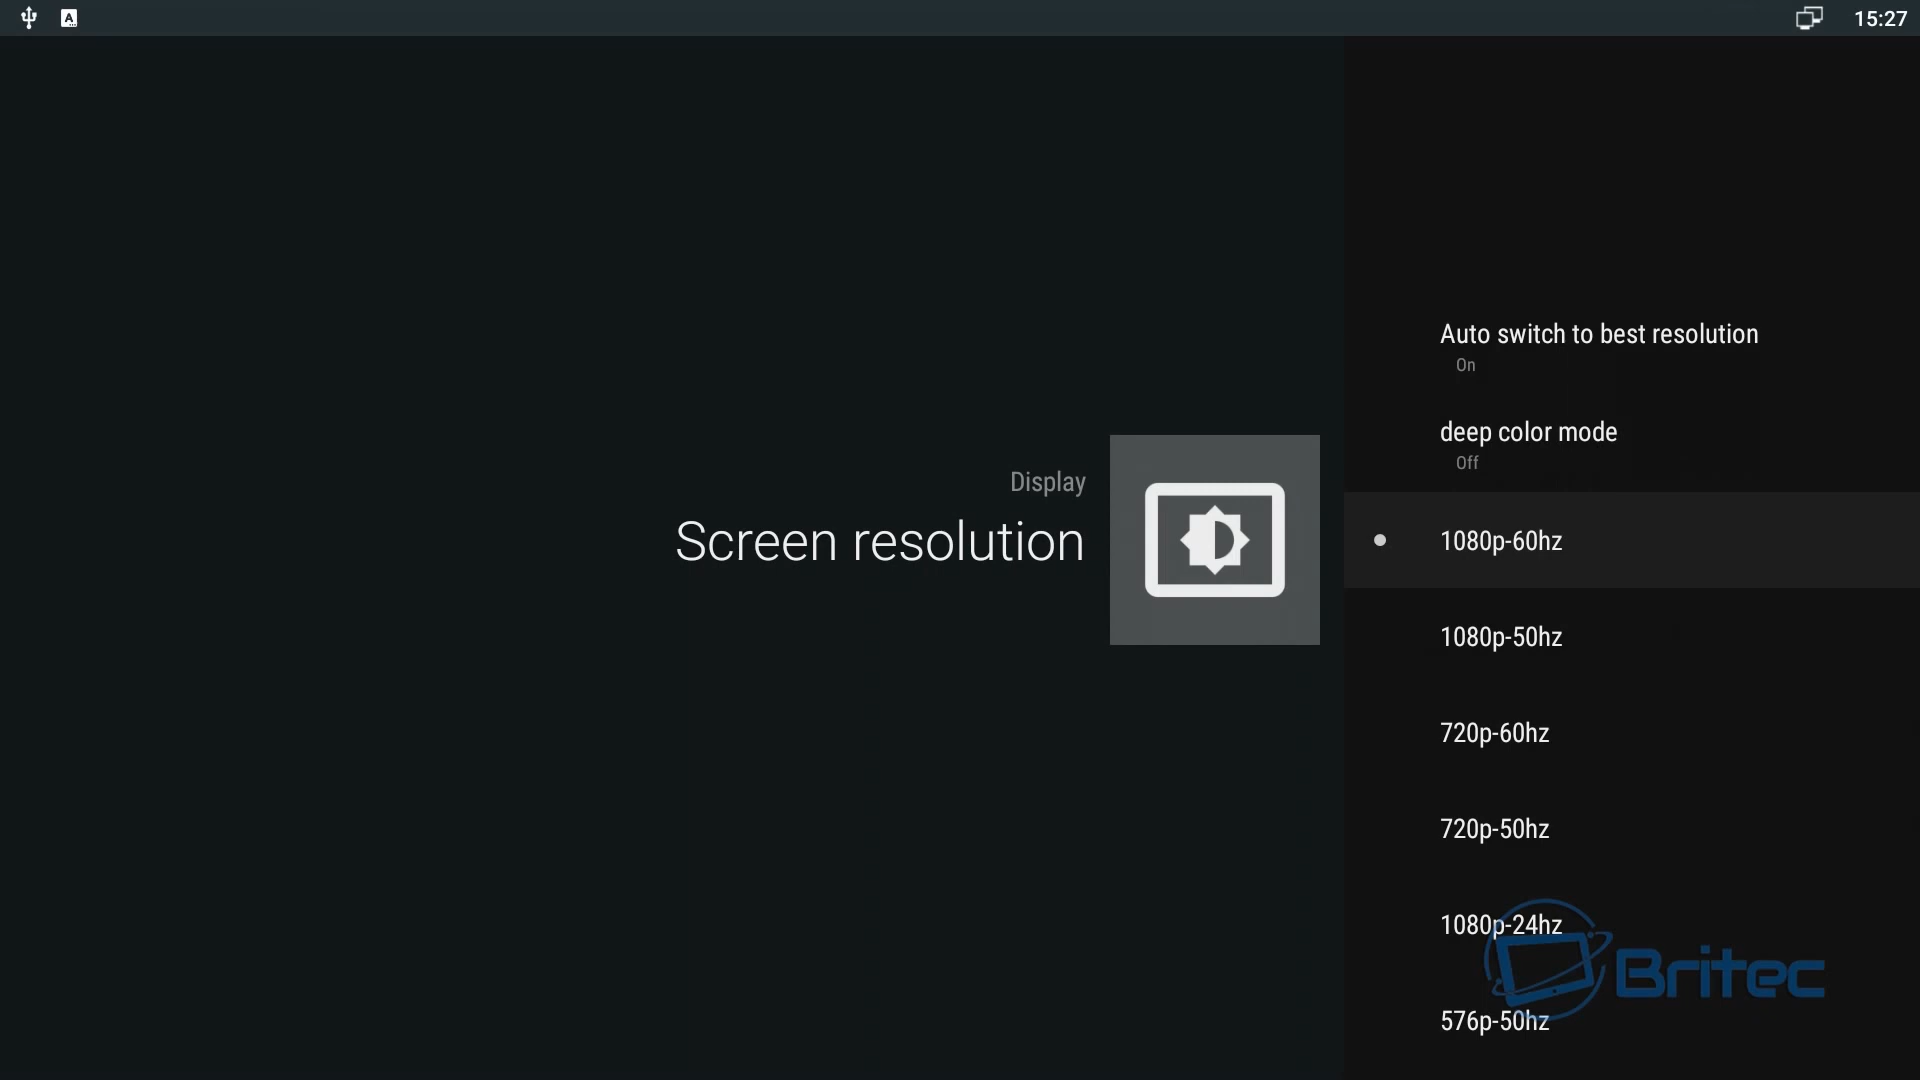 A
15:27
Display
Screen resolution
Auto switch to best resolution
On
deep color mode
Off
1080p-60hz
1080p-50hz
720p-60hz
720p-50hz
1080p-24hz
576p-50hz
Britec